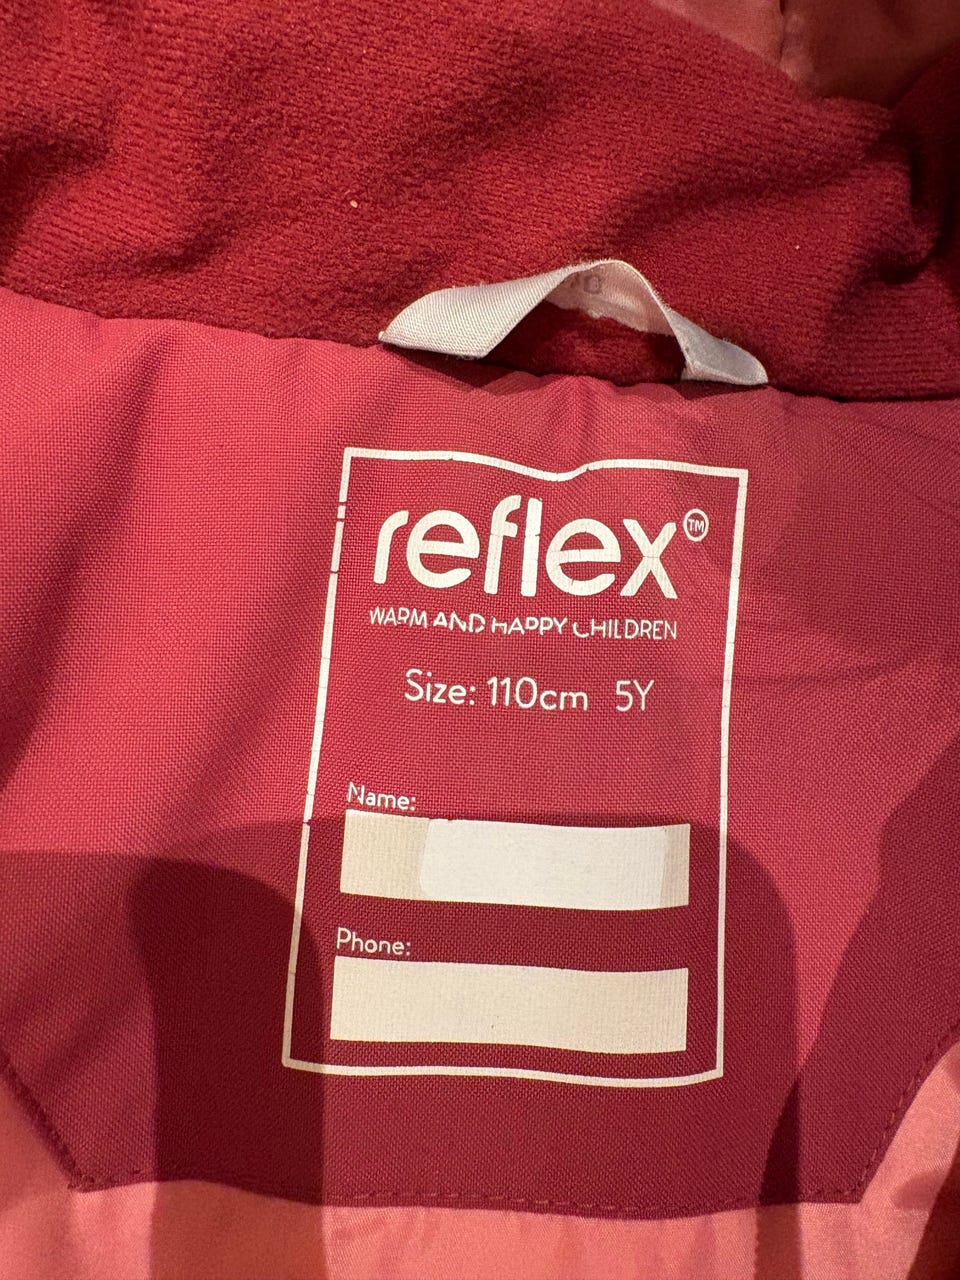 reflex™
WARM AND HAPPY CHILDREN
Size: 110cm 5Y
Name:
Phone: